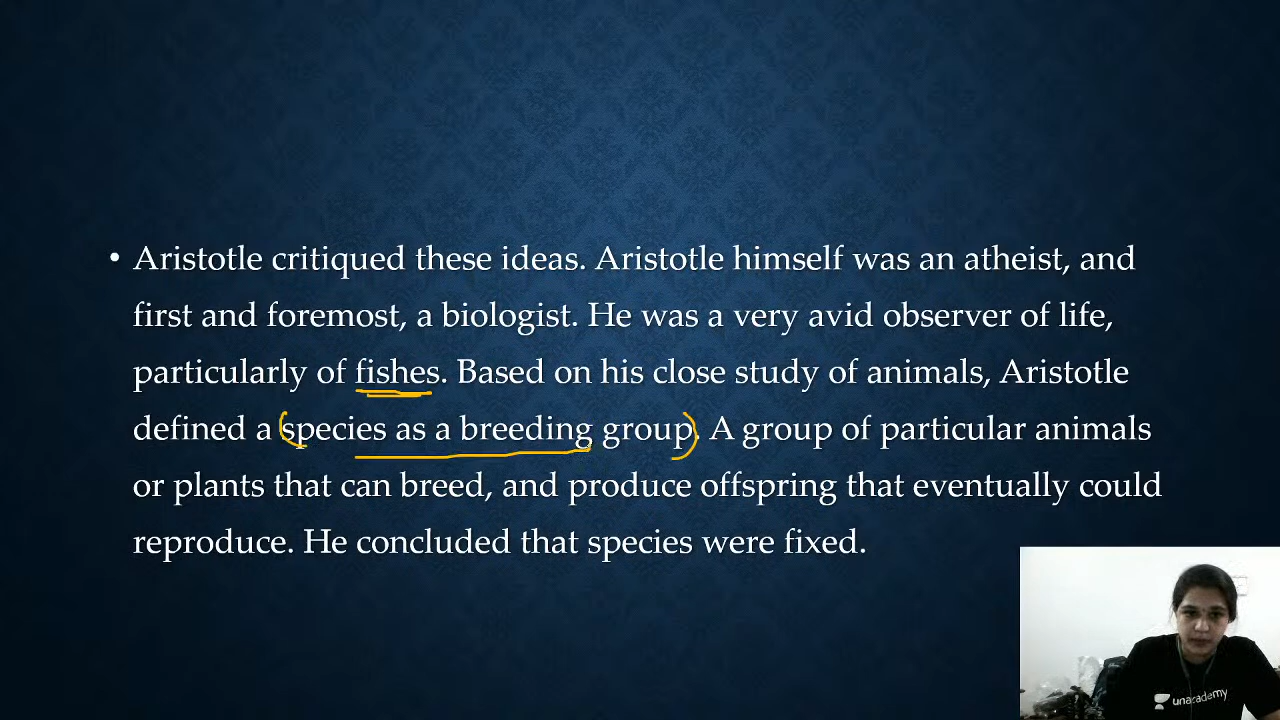 • Aristotle critiqued these ideas. Aristotle himself was an atheist, and
first and foremost, a biologist. He was a very avid observer of life,
particularly of fishes. Based on his close study of animals, Aristotle
defined a species as a breeding group. A group of particular animals
or plants that can breed, and produce offspring that eventually could
reproduce. He concluded that species were fixed.
unacademy